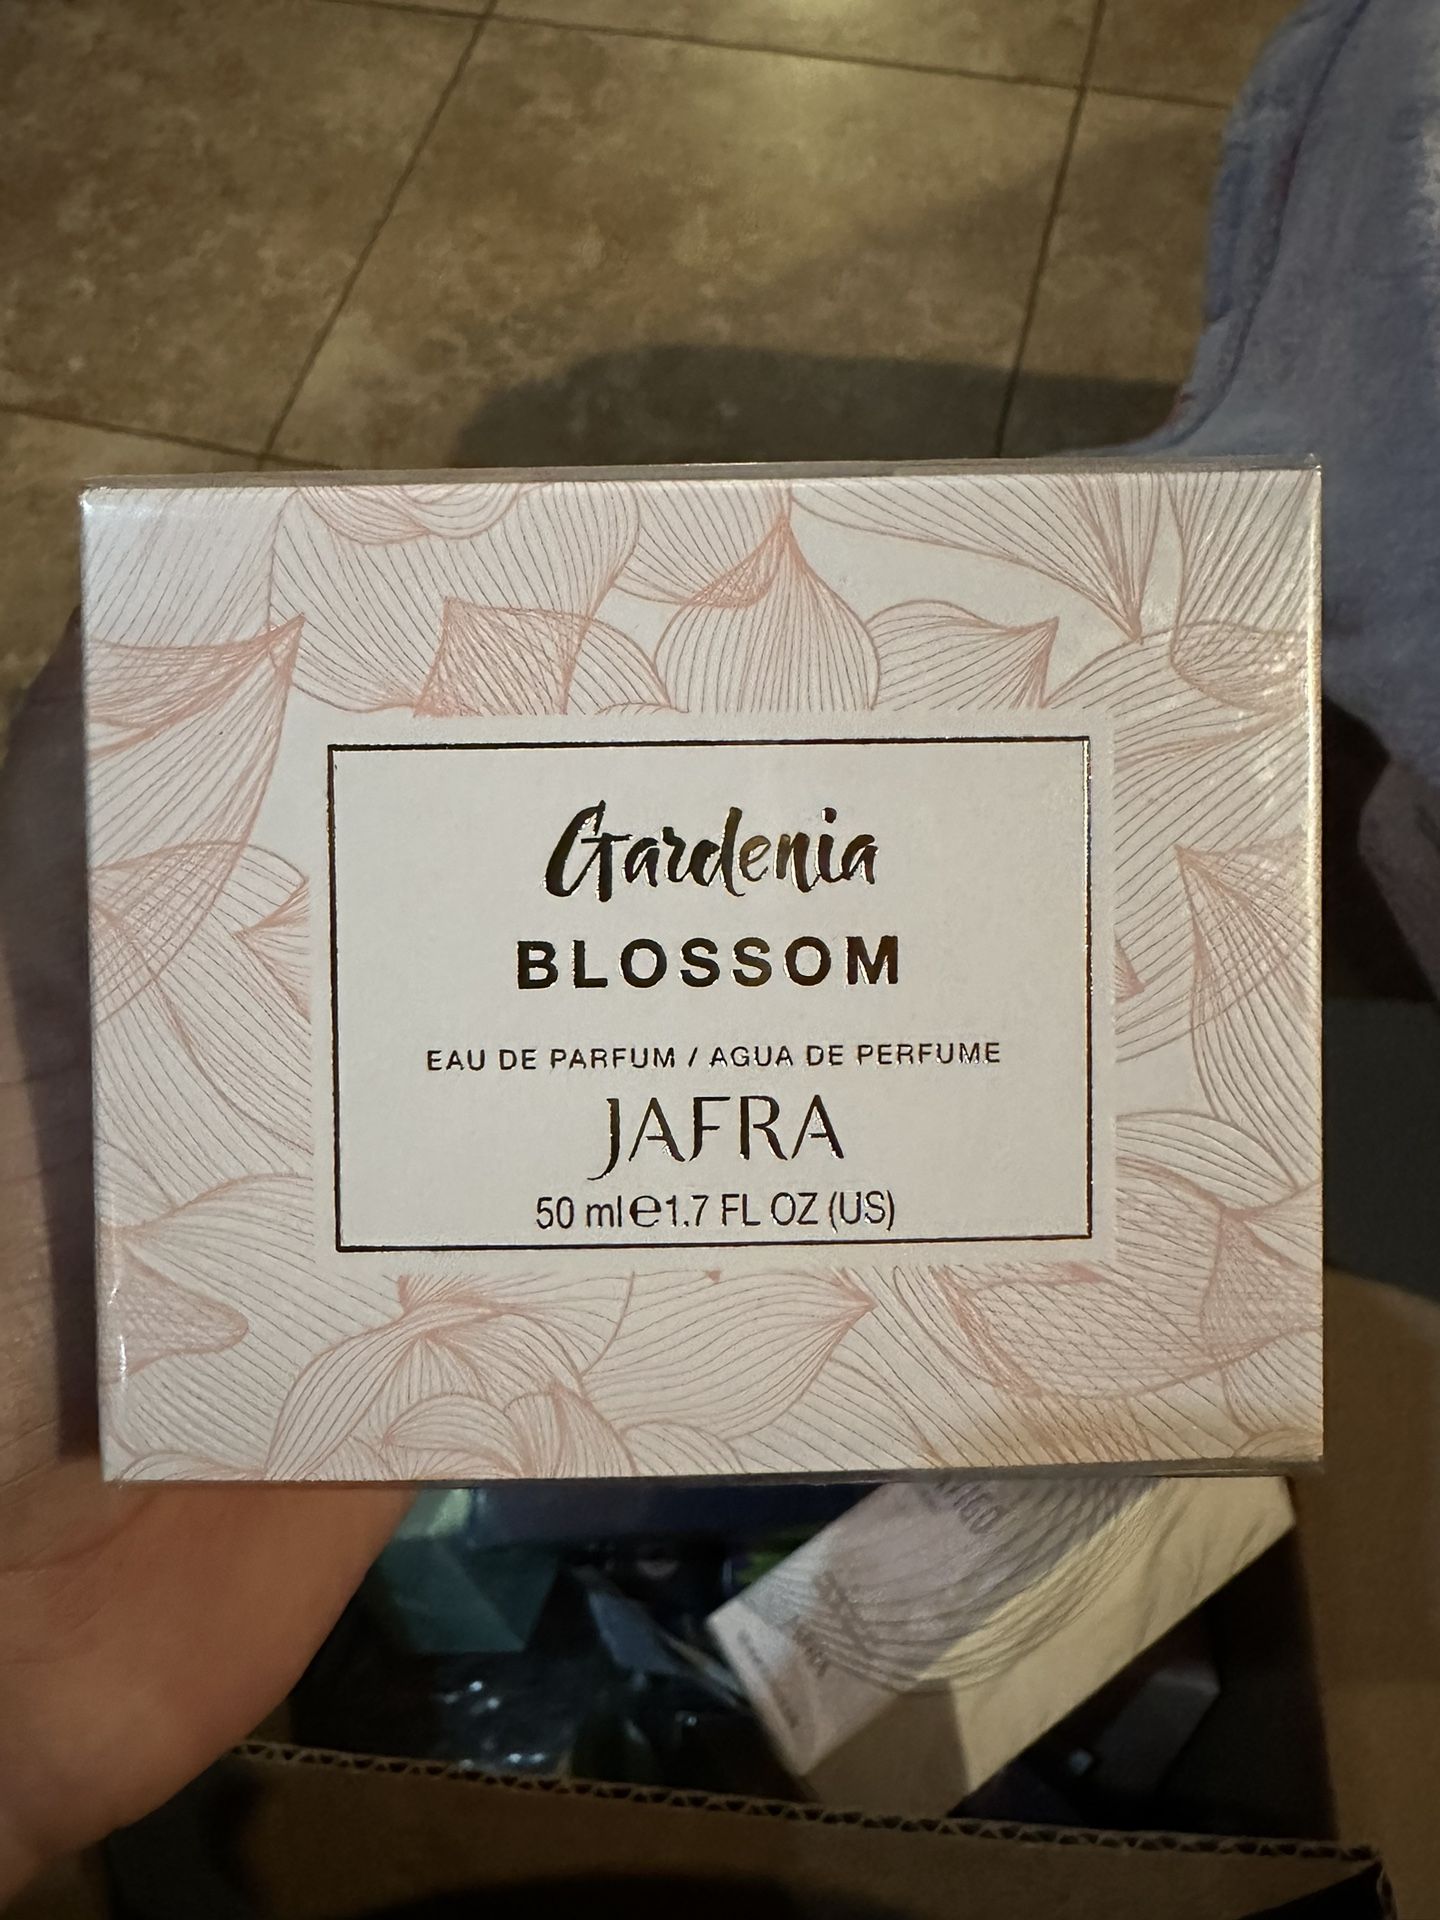 Gardenia
BLOSSOM
EAU DE PARFUM / AGUA DE PERFUME
JAFRA
50 ml ℮ 1.7 FL OZ (US)